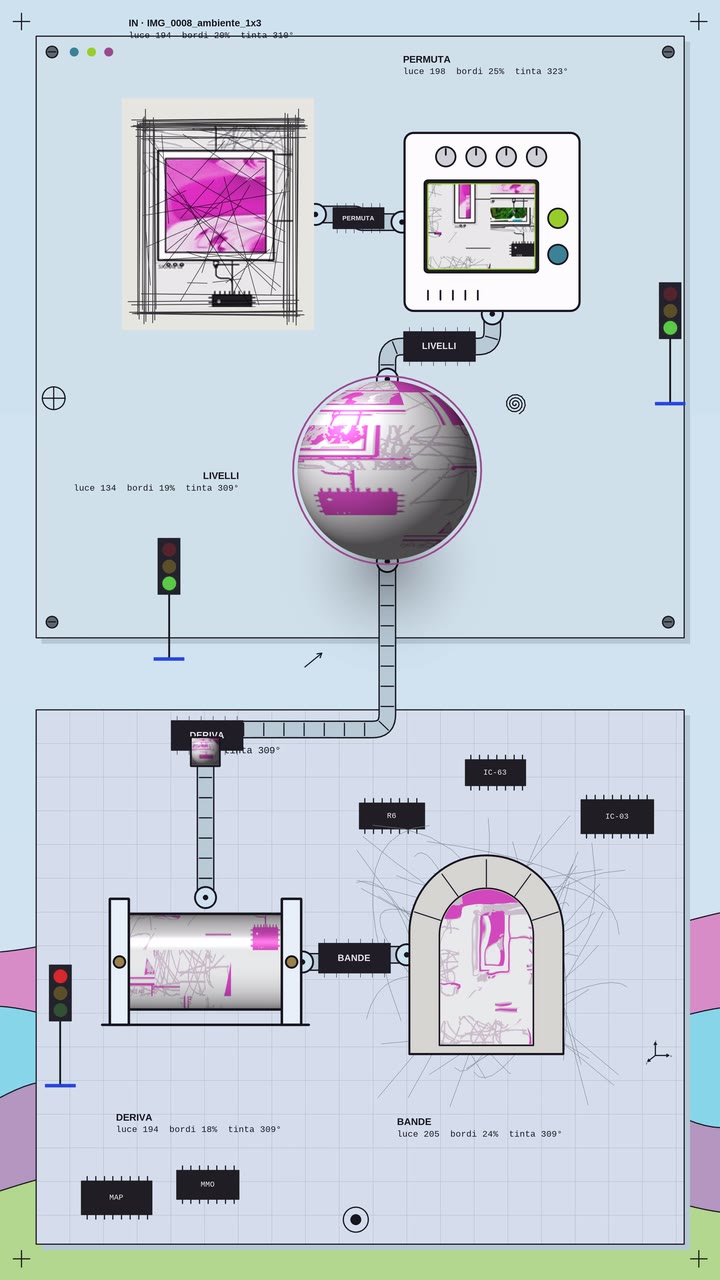 IN · IMG_0008_ambiente_1x3
luce 194 bordi 20% tinta 310°
PERMUTA
luce 198 bordi 25% tinta 323°
PERMUTA
LIVELLI
LIVELLI
luce 134 bordi 19% tinta 309°
DERIVA
tinta 309°
IC-63
R6
IC-03
BANDE
DERIVA
luce 194 bordi 18% tinta 309°
BANDE
luce 205 bordi 24% tinta 309°
MMO
MAP